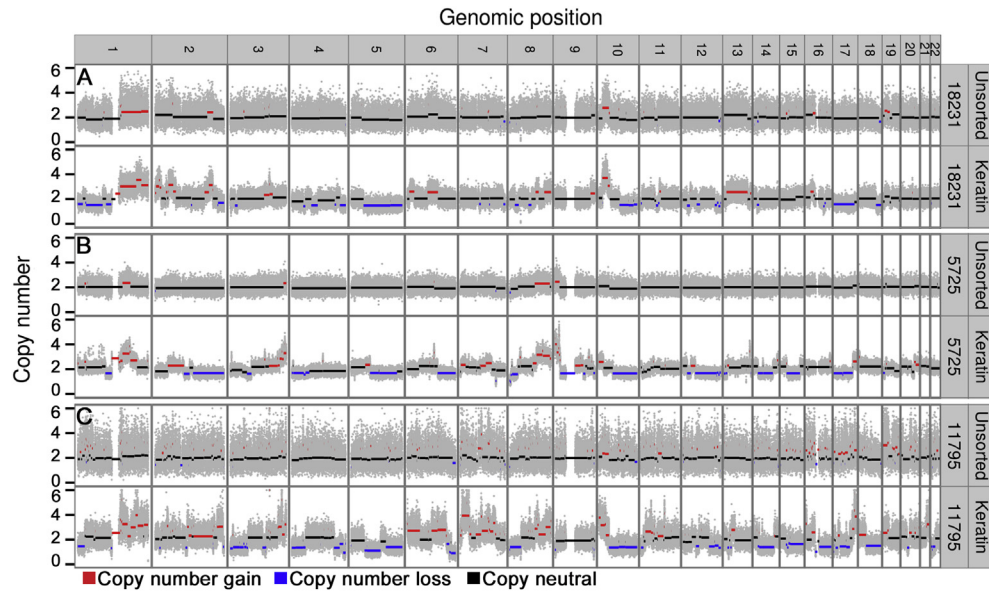 Genomic position
1 2 3 4 5 6 7 8 9 10 11 12 13 14 15 16 17 18 19 20 21 22
Copy number
A
6
4
2
0
18231
Unsorted
6
4
2
0
18231
Keratin
B
6
4
2
0
5725
Unsorted
6
4
2
0
5725
Keratin
C
6
4
2
0
11795
Unsorted
6
4
2
0
11795
Keratin
Copy number gain Copy number loss Copy neutral